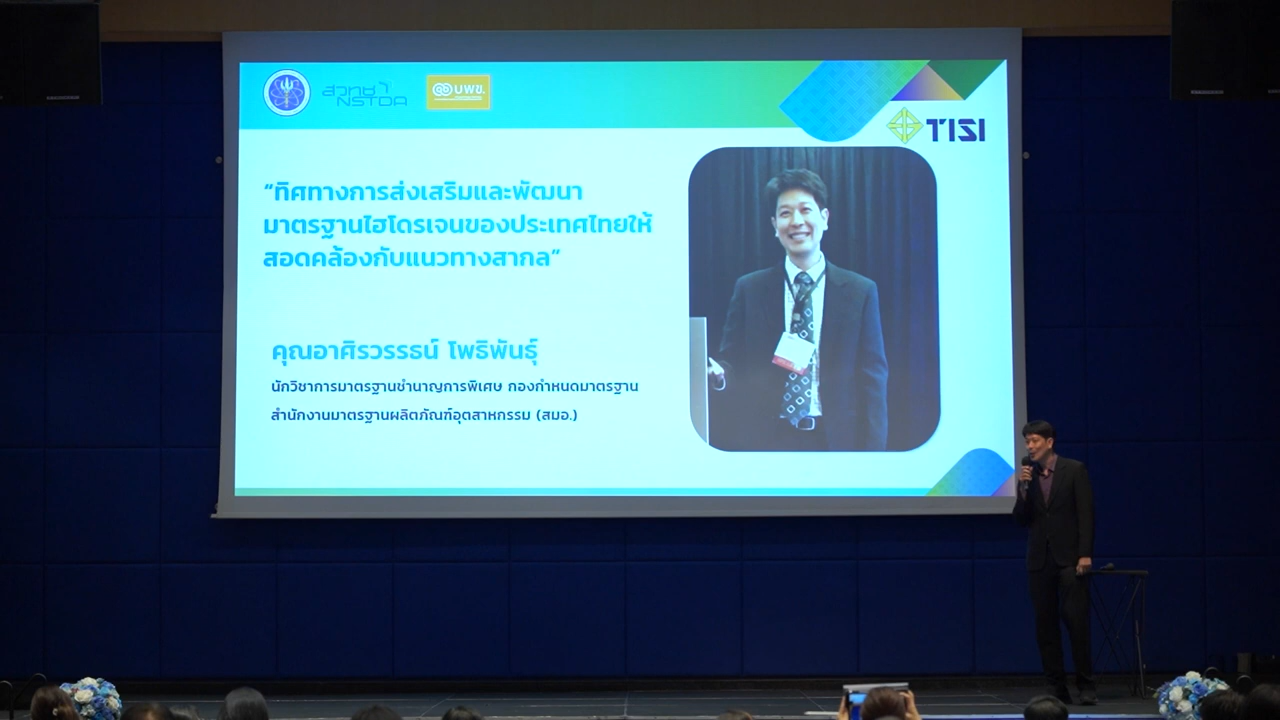 สวทช
NSTDA
บพข.
TISI
“ทิศทางการส่งเสริมและพัฒนา
มาตรฐานไฮโดรเจนของประเทศไทยให้
สอดคล้องกับแนวทางสากล”
คุณอาศิรวรรธน์ โพธิพันธุ์
นักวิชาการมาตรฐานชำนาญการพิเศษ กองกำหนดมาตรฐาน
สำนักงานมาตรฐานผลิตภัณฑ์อุตสาหกรรม (สมอ.)